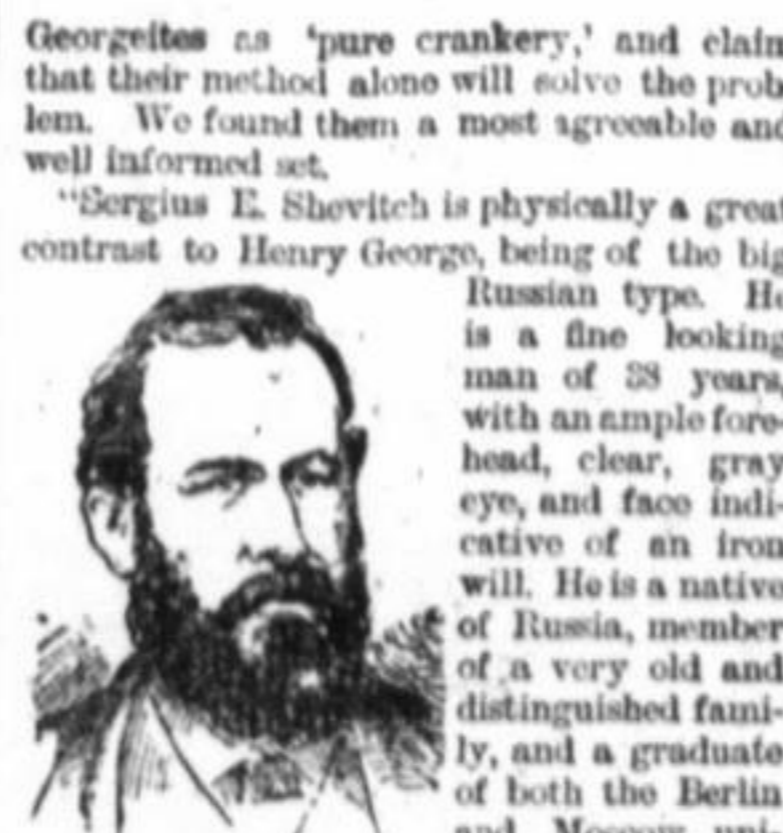 Georgeites as 'pure crankery,' and claim
that their method alone will solve the prob
lem. We found them a most agreeable and
well informed set.
"Sergius E. Shevitch is physically a great
contrast to Henry George, being of the big
Russian type. He
is a fine looking
man of 38 years
with an ample fore-
head, clear, gray
eye, and face indi-
cative of an iron
will. He is a native
of Russia, member
of a very old and
distinguished fami-
ly, and a graduate
of both the Berlin
and Moscow uni-